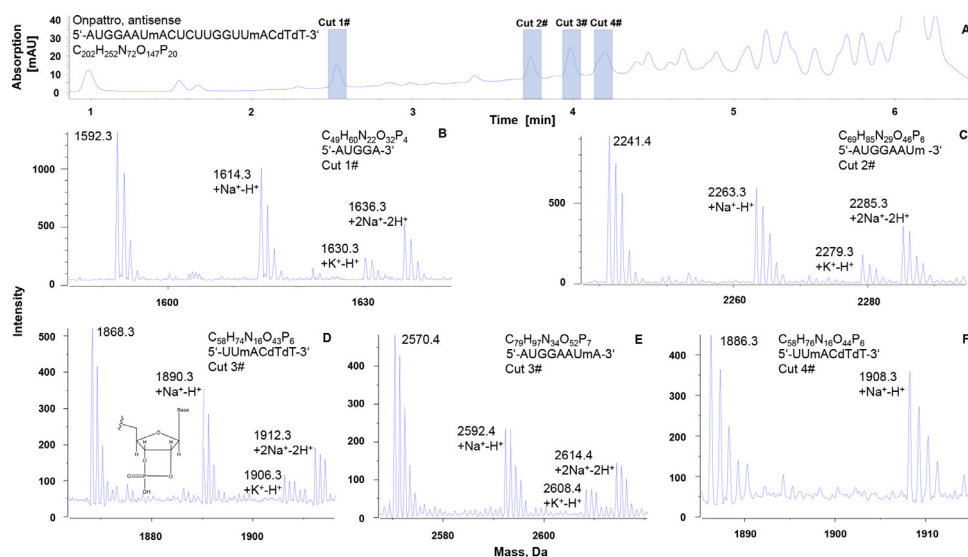 Onpattro, antisense
5'-AUGGAAUmACUCUUGGUUmACdTdT-3'
C₂₀₂H₂₅₂N₇₂O₁₄₇P₂₀
Cut 1#
Cut 2#
Cut 3#
Cut 4#
A
Absorption
[mAU]
40
30
20
10
0
1
2
3
4
5
6
Time [min]
B
1592.3
C₄₉H₆₀N₂₂O₃₂P₄
5'-AUGGA-3'
Cut 1#
1614.3
+Na⁺-H⁺
1636.3
+2Na⁺-2H⁺
1630.3
+K⁺-H⁺
1000
500
0
1600
1630
C
2241.4
C₆₉H₈₅N₂₉O₄₆P₆
5'-AUGGAAUm -3'
Cut 2#
2263.3
+Na⁺-H⁺
2285.3
+2Na⁺-2H⁺
2279.3
+K⁺-H⁺
500
0
2260
2280
Intensity
D
1868.3
C₅₈H₇₄N₁₆O₄₃P₆
5'-UUmACdTdT-3'
Cut 3#
1890.3
+Na⁺-H⁺
1912.3
+2Na⁺-2H⁺
1906.3
+K⁺-H⁺
Base
O
H
H
H
H
O
O
O
P
OH
500
400
300
200
100
0
1880
1900
E
2570.4
C₇₉H₉₇N₃₄O₅₂P₇
5'-AUGGAAUmA-3'
Cut 3#
2592.4
+Na⁺-H⁺
2614.4
+2Na⁺-2H⁺
2608.4
+K⁺-H⁺
400
300
200
100
0
2580
2600
F
1886.3
C₅₈H₇₆N₁₆O₄₄P₆
5'-UUmACdTdT-3'
Cut 4#
1908.3
+Na⁺-H⁺
400
300
200
100
0
1890
1900
1910
Mass, Da